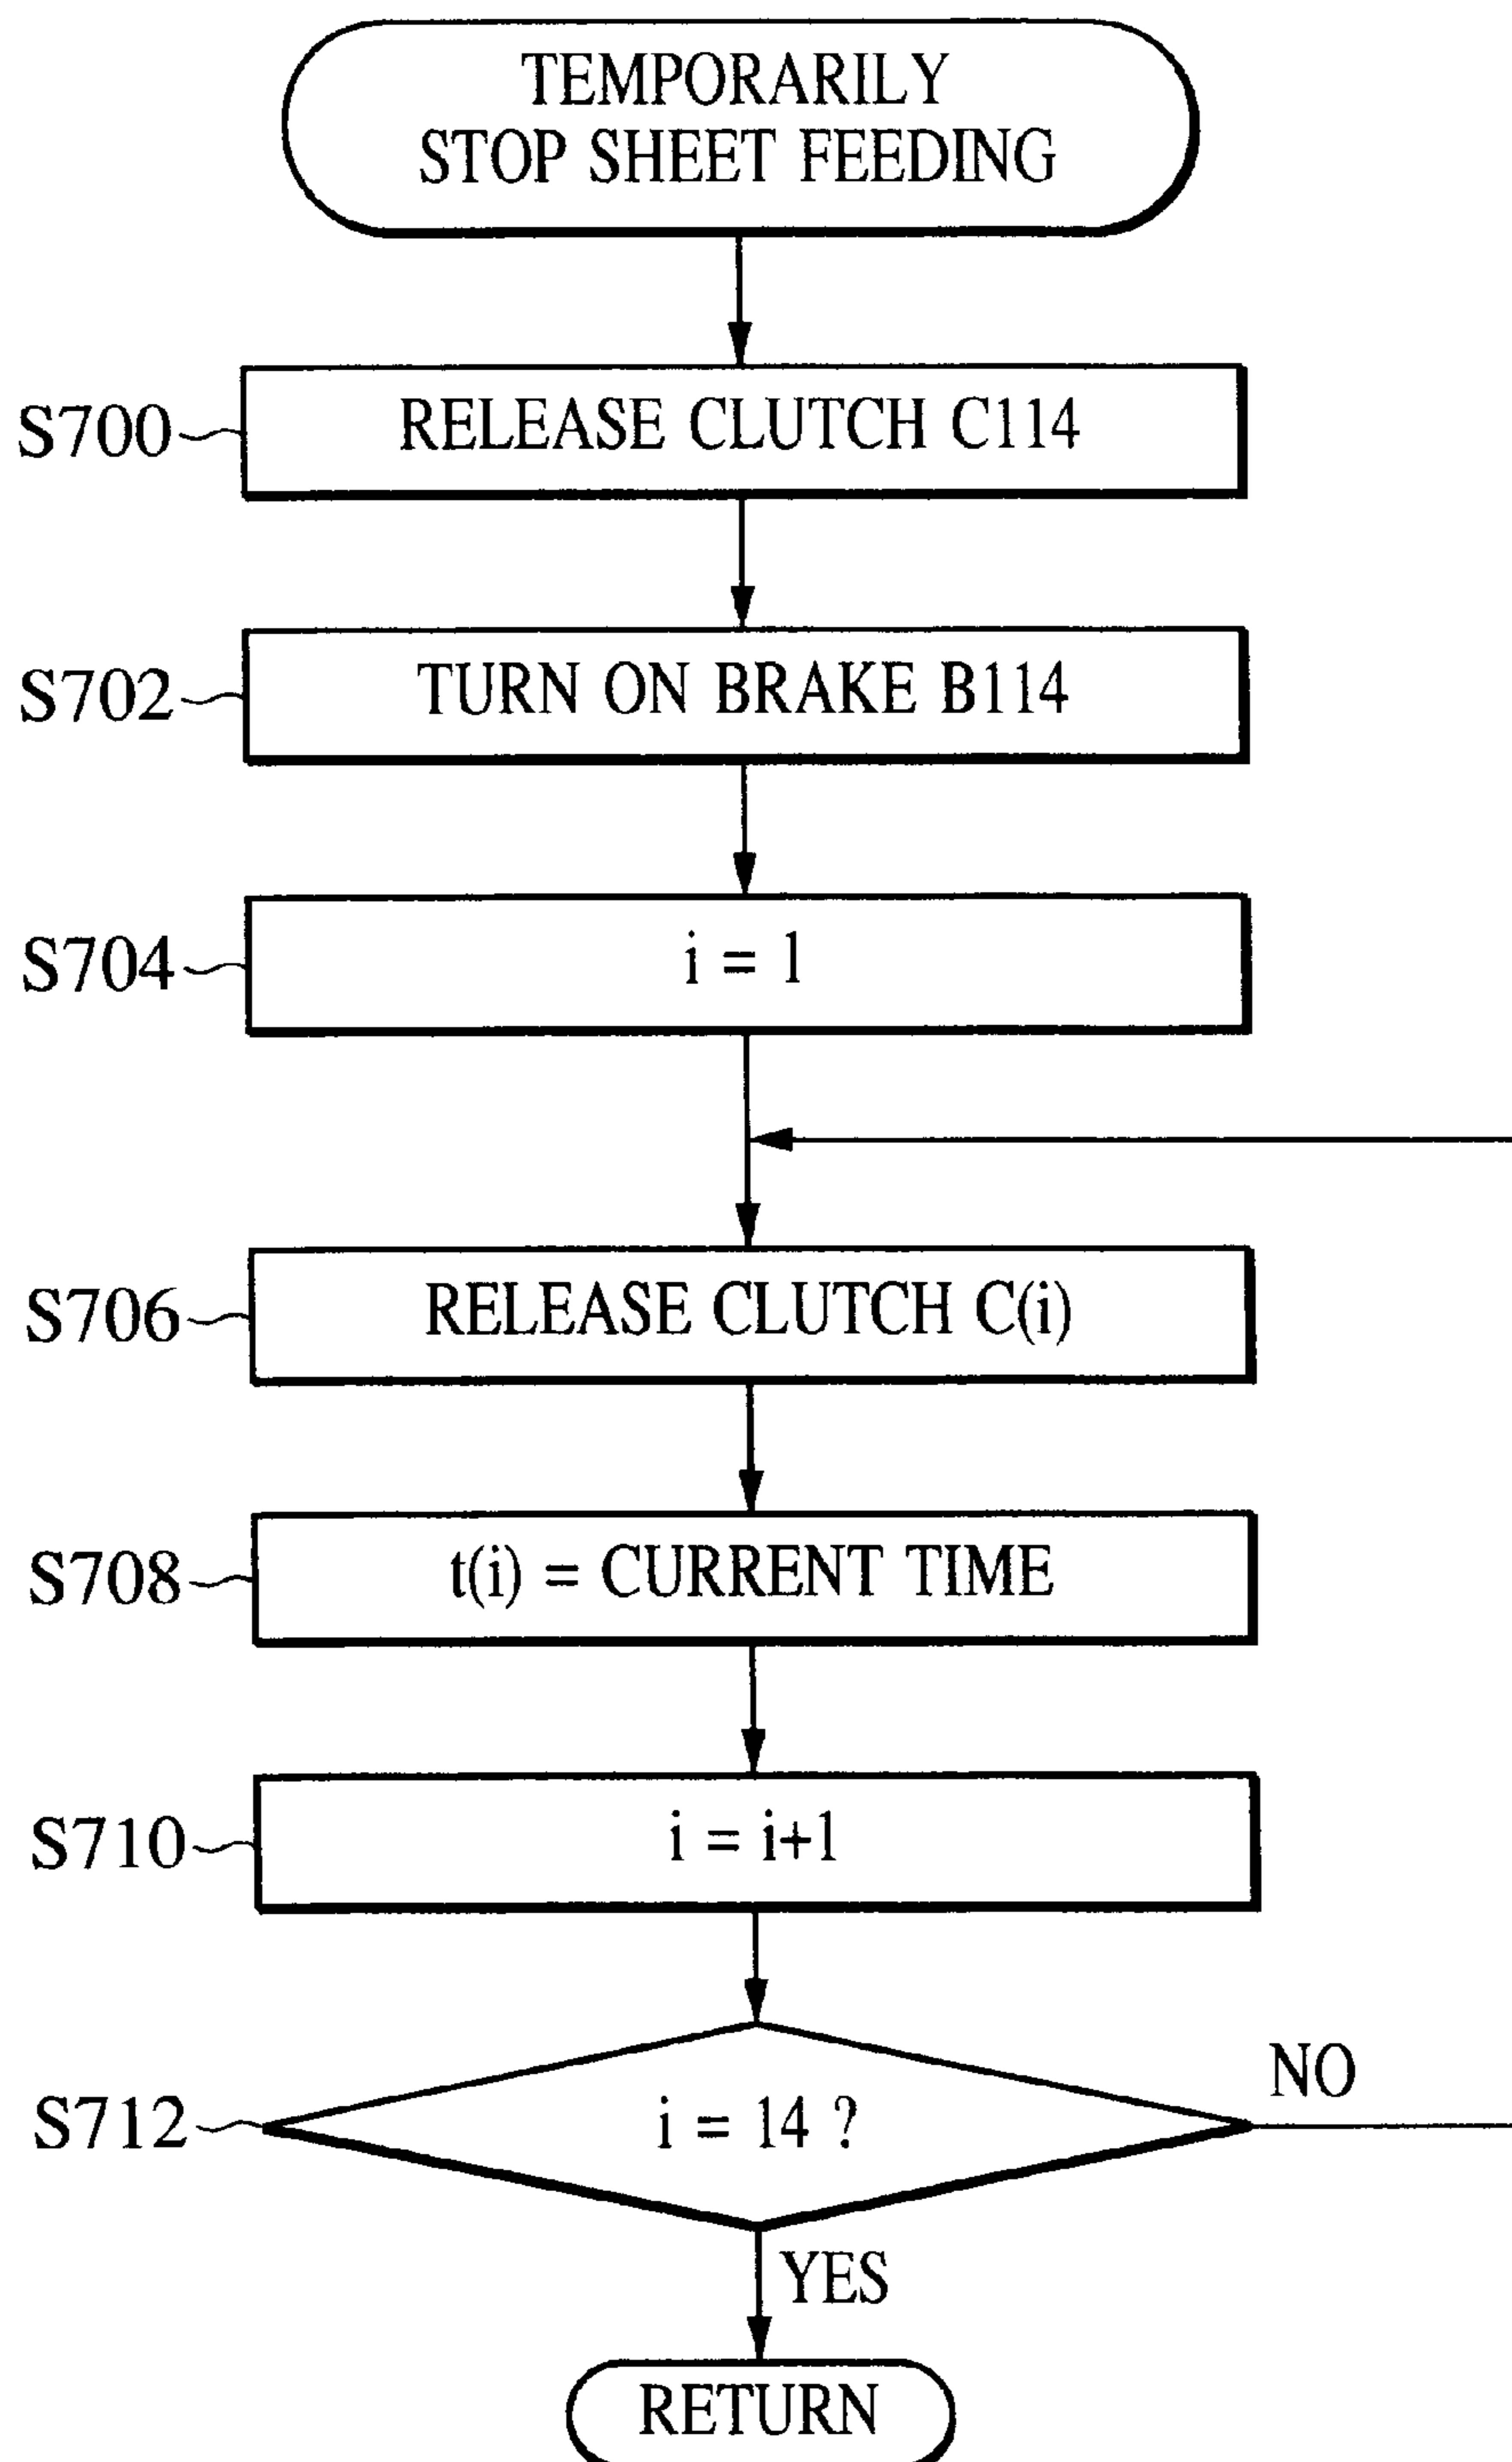 TEMPORARILY
STOP SHEET FEEDING
S700
RELEASE CLUTCH C114
S702
TURN ON BRAKE B114
S704
i = 1
S706
RELEASE CLUTCH C(i)
S708
t(i) = CURRENT TIME
S710
i = i+1
S712
i = 14 ?
NO
YES
RETURN